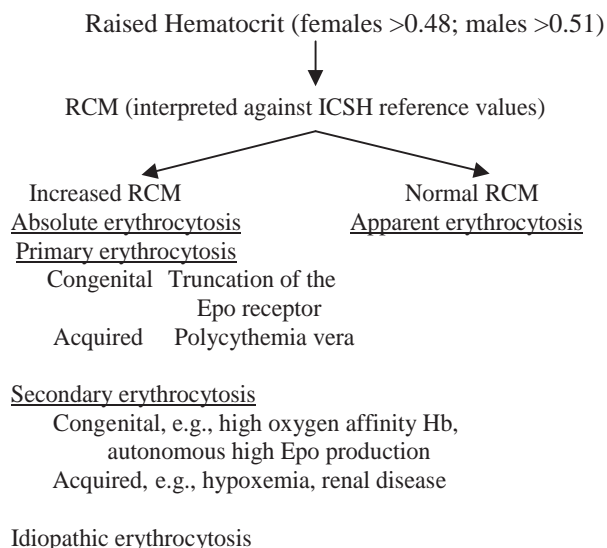 Raised Hematocrit (females >0.48; males >0.51)
RCM (interpreted against ICSH reference values)
Increased RCM Normal RCM
Absolute erythrocytosis Apparent erythrocytosis
Primary erythrocytosis
Congenital Truncation of the
Epo receptor
Acquired Polycythemia vera
Secondary erythrocytosis
Congenital, e.g., high oxygen affinity Hb,
autonomous high Epo production
Acquired, e.g., hypoxemia, renal disease
Idiopathic erythrocytosis